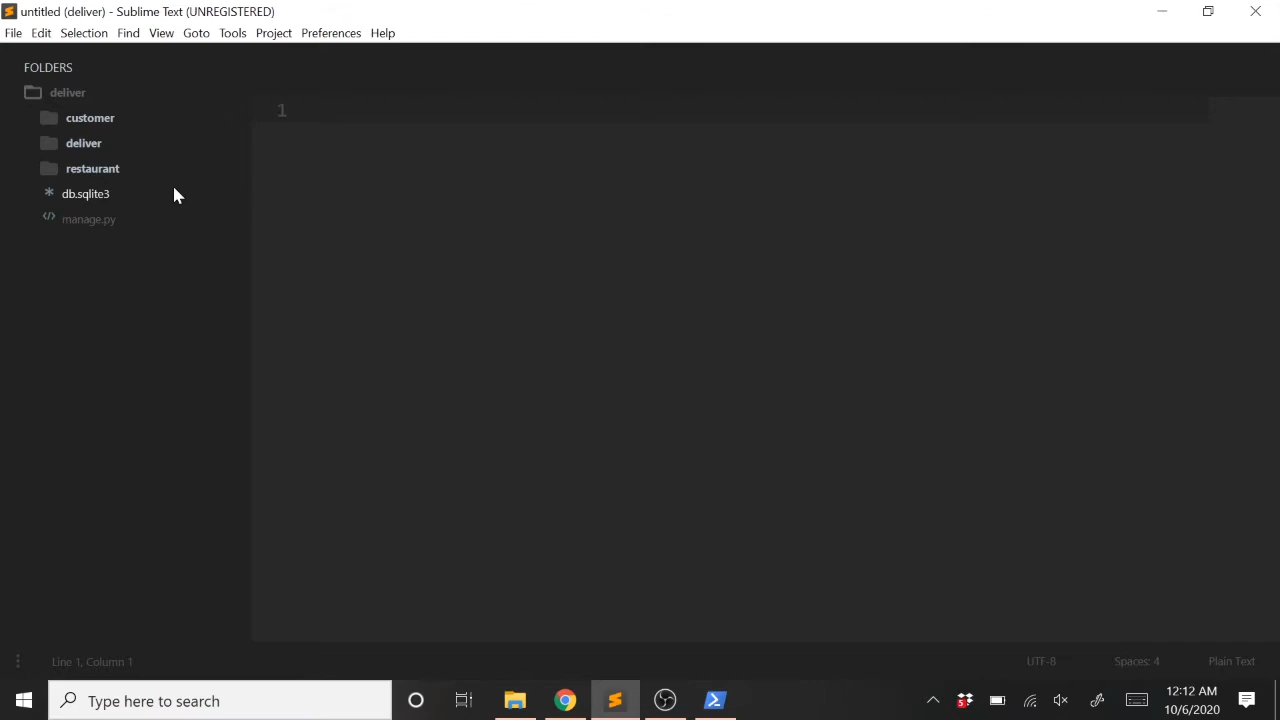 untitled (deliver) - Sublime Text (UNREGISTERED)
File Edit Selection Find View Goto Tools Project Preferences Help
FOLDERS
deliver
1
customer
deliver
restaurant
db.sqlite3
manage.py
Line 1, Column 1 UTF-8 Spaces: 4 Plain Text
Type here to search
12:12 AM
10/6/2020